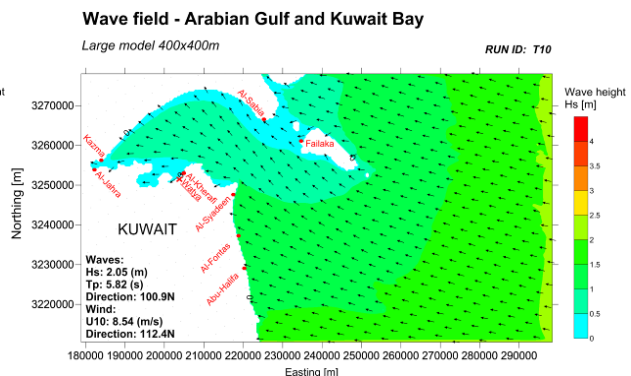 Wave field - Arabian Gulf and Kuwait Bay
Large model 400x400m
RUN ID: T10
Wave height
Hs [m]
4
3.5
3
2.5
2
1.5
1
0.5
0
Northing [m]
3270000
3260000
3250000
3240000
3230000
3220000
Al-Sabia
Kazma
Failaka
Al-Jahra
Al-Kherafi
Al-Syadeen
Al-Fontas
Abu-Halifa
KUWAIT
0
0
0
Waves:
Hs: 2.05 (m)
Tp: 5.82 (s)
Direction: 100.9N
Wind:
U10: 8.54 (m/s)
Direction: 112.4N
180000 190000 200000 210000 220000 230000 240000 250000 260000 270000 280000 290000
Easting [m]